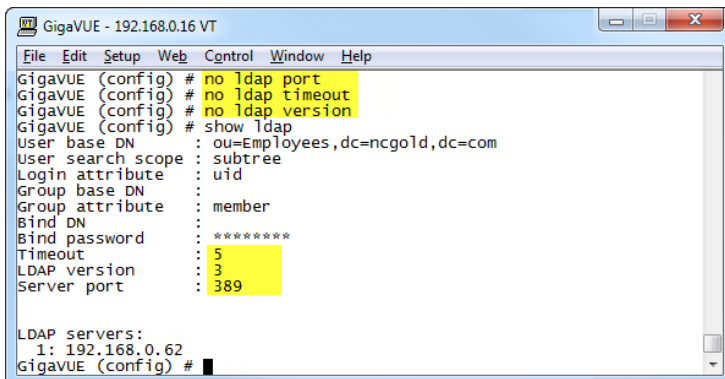 GigaVUE - 192.168.0.16 VT
File Edit Setup Web Control Window Help
GigaVUE (config) # no ldap port
GigaVUE (config) # no ldap timeout
GigaVUE (config) # no ldap version
GigaVUE (config) # show ldap
User base DN : ou=Employees,dc=ncgold,dc=com
User search scope : subtree
Login attribute : uid
Group base DN :
Group attribute : member
Bind DN :
Bind password : ********
Timeout : 5
LDAP version : 3
Server port : 389
LDAP servers:
1: 192.168.0.62
GigaVUE (config) #